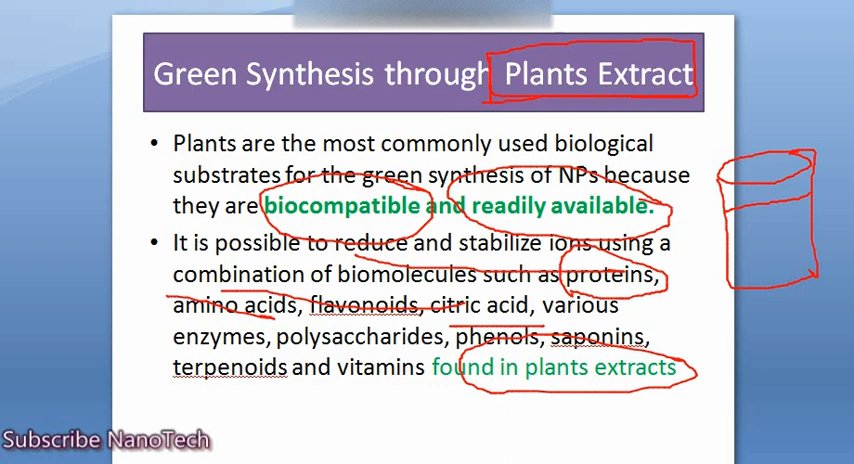 Green Synthesis through Plants Extract
• Plants are the most commonly used biological
substrates for the green synthesis of NPs because
they are biocompatible and readily available.
• It is possible to reduce and stabilize ions using a
combination of biomolecules such as proteins,
amino acids, flavonoids, citric acid, various
enzymes, polysaccharides, phenols, saponins,
terpenoids and vitamins found in plants extracts
Subscribe NanoTech